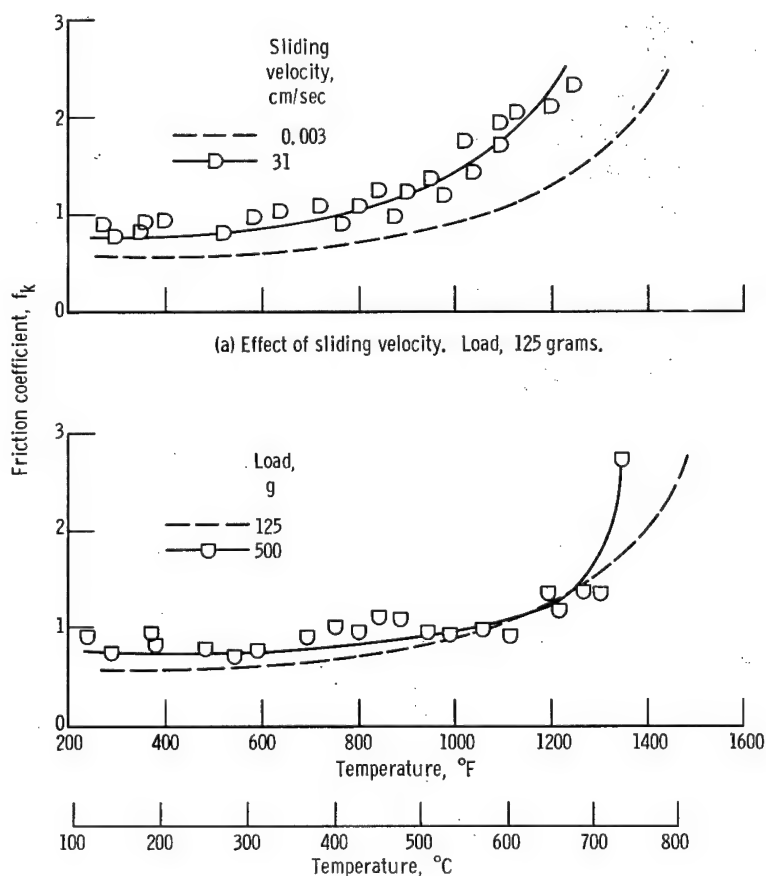 3
2
1
0
Sliding
velocity,
cm/sec
0.003
31
(a) Effect of sliding velocity. Load, 125 grams.
Friction coefficient, fk
3
2
1
0
Load,
g
125
500
200 400 600 800 1000 1200 1400 1600
Temperature, °F
100 200 300 400 500 600 700 800
Temperature, °C